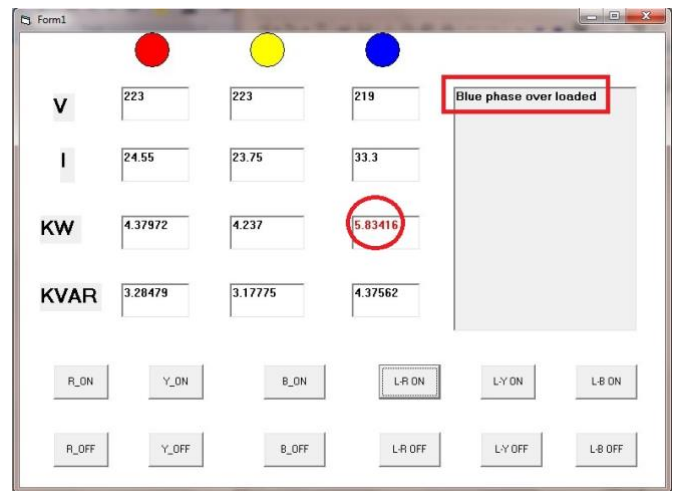 Form1
V 223 223 219 Blue phase over loaded
I 24.55 23.75 33.3
KW 4.37972 4.237 5.83416
KVAR 3.28479 3.17775 4.37562
R_ON Y_ON B_ON L-R ON L-Y ON L-B ON
R_OFF Y_OFF B_OFF L-R OFF L-Y OFF L-B OFF